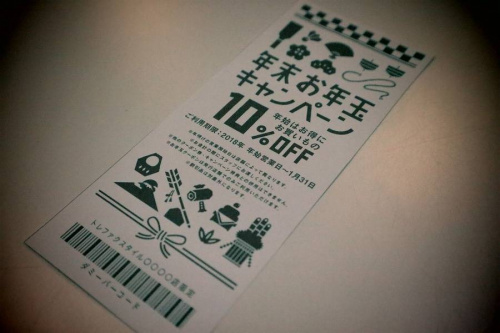 年末お年玉
キャンペーン
年始はお得に
お買いもの
10%OFF
ご利用期限：2018年 年始営業日〜1月31日
トレファクスタイル〇〇〇〇店限定
ダミーバーコード